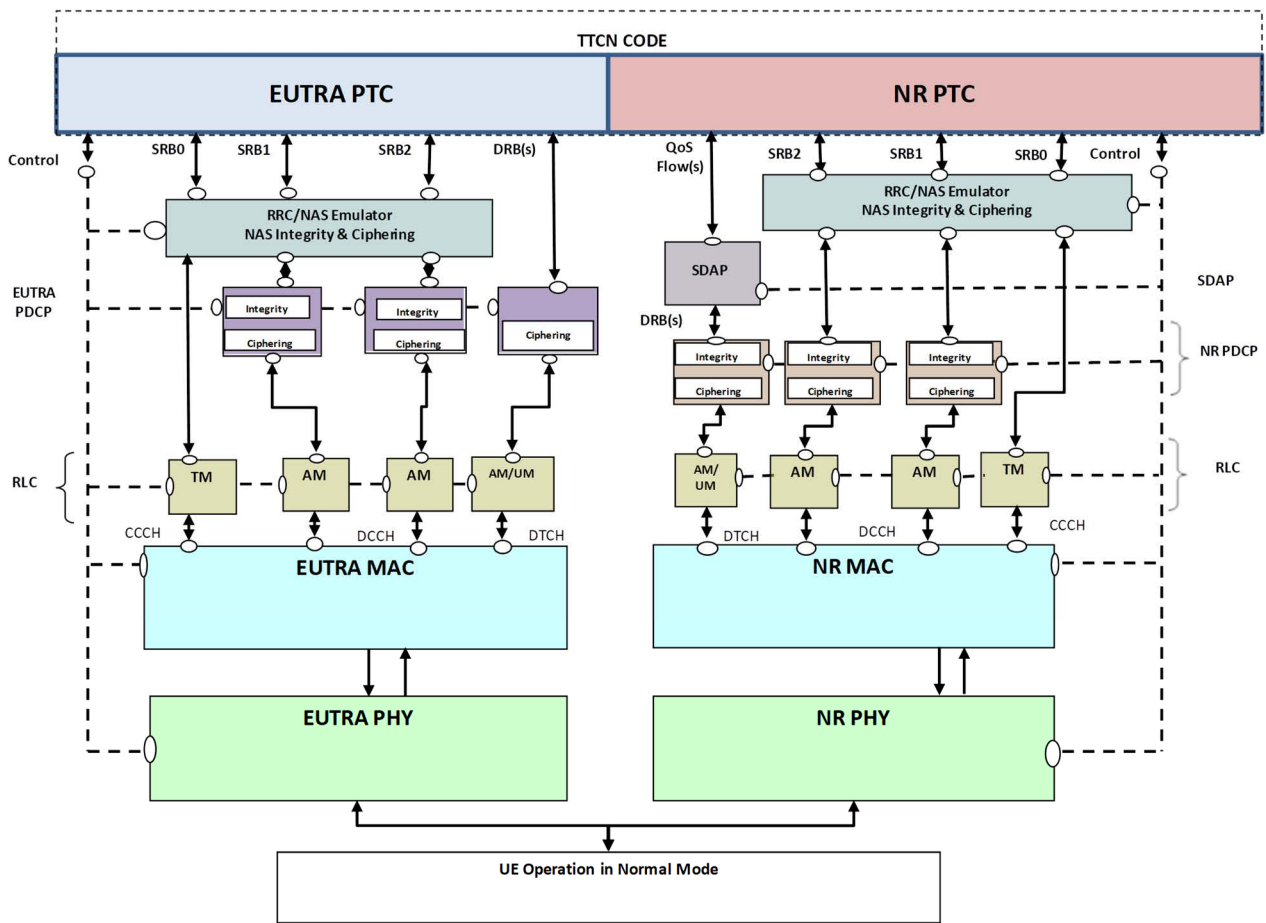 TTCN CODE
EUTRA PTC
NR PTC
Control
SRB0
SRB1
SRB2
DRB(s)
QoS
Flow(s)
SRB2
SRB1
SRB0
Control
RRC/NAS Emulator
NAS Integrity & Ciphering
RRC/NAS Emulator
NAS Integrity & Ciphering
EUTRA
PDCP
Integrity
Ciphering
Integrity
Ciphering
Ciphering
SDAP
SDAP
DRB(s)
Integrity
Ciphering
Integrity
Ciphering
Integrity
Ciphering
NR PDCP
RLC
TM
AM
AM
AM/UM
AM/
UM
AM
AM
TM
RLC
CCCH
DCCH
DTCH
DTCH
DCCH
CCCH
EUTRA MAC
NR MAC
EUTRA PHY
NR PHY
UE Operation in Normal Mode